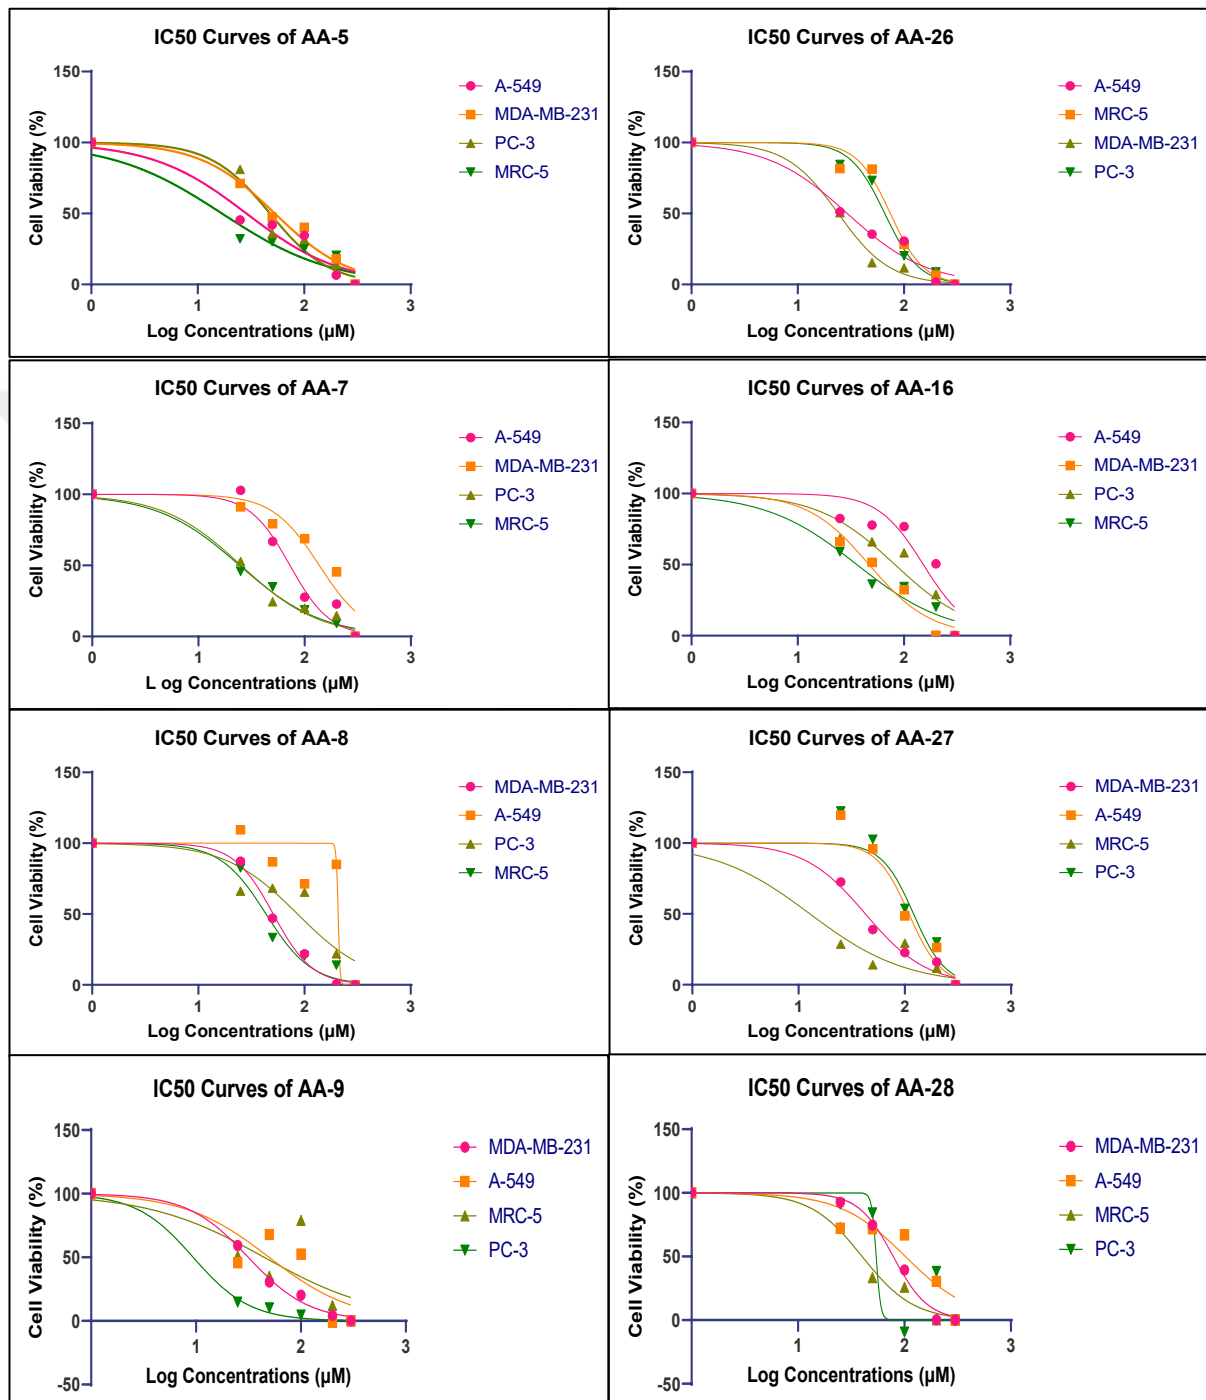 IC50 Curves of AA-5
150
100
50
0
Cell Viability (%)
0 1 2 3
Log Concentrations (µM)
A-549
MDA-MB-231
PC-3
MRC-5
IC50 Curves of AA-26
150
100
50
0
Cell Viability (%)
0 1 2 3
Log Concentrations (µM)
A-549
MRC-5
MDA-MB-231
PC-3
IC50 Curves of AA-7
150
100
50
0
Cell Viability (%)
0 1 2 3
L og Concentrations (µM)
A-549
MDA-MB-231
PC-3
MRC-5
IC50 Curves of AA-16
150
100
50
0
Cell Viability (%)
0 1 2 3
Log Concentrations (µM)
A-549
MDA-MB-231
PC-3
MRC-5
IC50 Curves of AA-8
150
100
50
0
Cell Viability (%)
0 1 2 3
Log Concentrations (µM)
MDA-MB-231
A-549
PC-3
MRC-5
IC50 Curves of AA-27
150
100
50
0
Cell Viability (%)
0 1 2 3
Log Concentrations (µM)
MDA-MB-231
A-549
MRC-5
PC-3
IC50 Curves of AA-9
150
100
50
0
-50
Cell Viability (%)
1 2 3
Log Concentrations (µM)
MDA-MB-231
A-549
MRC-5
PC-3
IC50 Curves of AA-28
150
100
50
0
-50
Cell Viability (%)
1 2 3
Log Concentrations (µM)
MDA-MB-231
A-549
MRC-5
PC-3